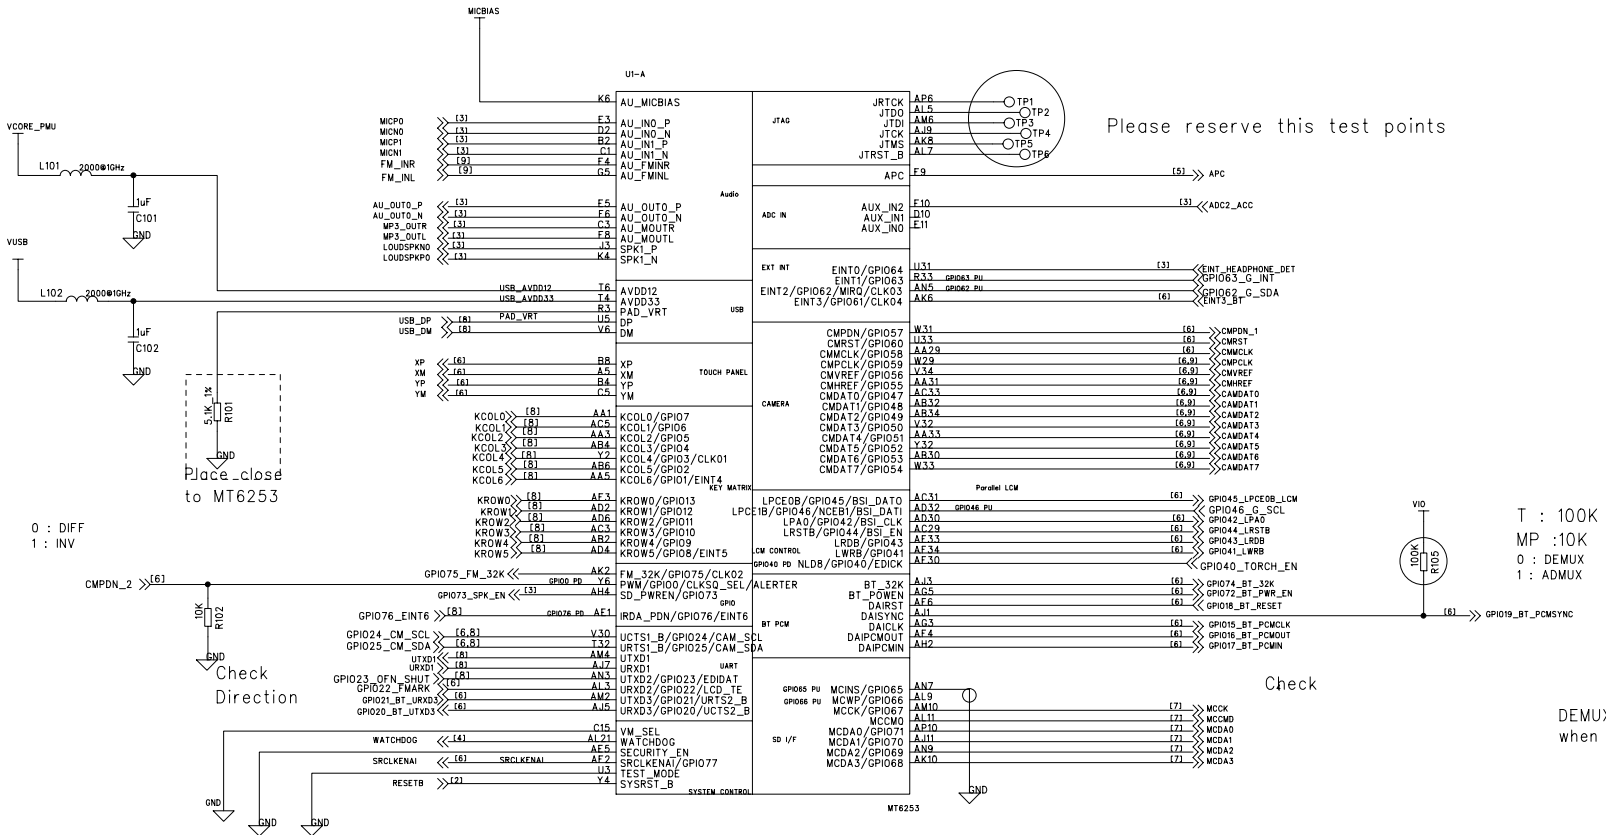 MICBIAS
U1-A
K6 AU_MICBIAS
JTAG
JRTCK AP6 TP1
JTDO AL5 TP2
JTDI AM6 TP3
JTCK AJ9 TP4
JTMS AK8 TP5
JTRST_B AL7 TP6
Please reserve this test points
VCORE_PMU
L101 2000@1GHz
1uF
C101
GND
VUSB
L102 2000@1GHz
1uF
C102
GND
MICP0 [3] E3 AU_IN0_P
MICN0 [3] D2 AU_IN0_N
MICP1 [3] B2 AU_IN1_P
MICN1 [3] C1 AU_IN1_N
FM_INR [9] F4 AU_FMINR
FM_INL [9] G5 AU_FMINL
Audio
AU_OUT0_P [3] E5 AU_OUT0_P
AU_OUT0_N [3] F6 AU_OUT0_N
MP3_OUTR [3] C3 AU_MOUTR
MP3_OUTL [3] F8 AU_MOUTL
LOUDSPKN0 [3] J3 SPK1_P
LOUDSPKP0 [3] K4 SPK1_N
APC F9 [5] APC
ADC IN
AUX_IN2 F10 [3] ADC2_ACC
AUX_IN1 D10
AUX_IN0 E11
EXT INT
EINT0/GPIO64 U31 [3] EINT_HEADPHONE_DET
EINT1/GPIO63 R33 GPIO63 PU GPIO63_G_INT
EINT2/GPIO62/MIRQ/CLK03 AN5 GPIO62 PU GPIO62_G_SDA
EINT3/GPIO61/CLK04 AK6 [6] EINT3_BT
USB_AVDD12 T6 AVDD12
USB_AVDD33 T4 AVDD33
PAD_VRT R3 PAD_VRT
USB_DP [8] U5 DP
USB_DM [8] V6 DM
USB
XP [6] B8 XP
XM [6] A5 XM
YP [6] B4 YP
YM [6] C5 YM
TOUCH PANEL
5.1K_1%
R101
GND
Place_close
to MT6253
CAMERA
CMPDN/GPIO57 W31 [6] CMPDN_1
CMRST/GPIO60 U33 [6] CMRST
CMMCLK/GPIO58 AA29 [6] CMMCLK
CMPCLK/GPIO59 W29 [6,9] CMPCLK
CMVREF/GPIO56 V34 [6,9] CMVREF
CMHREF/GPIO55 AA31 [6,9] CMHREF
CMDAT0/GPIO47 AC33 [6,9] CAMDAT0
CMDAT1/GPIO48 AB32 [6,9] CAMDAT1
CMDAT2/GPIO49 AB34 [6,9] CAMDAT2
CMDAT3/GPIO50 V32 [6,9] CAMDAT3
CMDAT4/GPIO51 AA33 [6,9] CAMDAT4
CMDAT5/GPIO52 Y32 [6,9] CAMDAT5
CMDAT6/GPIO53 AB30 [6,9] CAMDAT6
CMDAT7/GPIO54 W33 [6,9] CAMDAT7
KCOL0 [8] AA1 KCOL0/GPIO7
KCOL1 [8] AC5 KCOL1/GPIO6
KCOL2 [8] AA3 KCOL2/GPIO5
KCOL3 [8] AB4 KCOL3/GPIO4
KCOL4 [8] Y2 KCOL4/GPIO3/CLK01
KCOL5 [8] AB6 KCOL5/GPIO2
KCOL6 [8] AA5 KCOL6/GPIO1/EINT4
KEY MATRIX
KROW0 [8] AF3 KROW0/GPIO13
KROW1 [8] AD2 KROW1/GPIO12
KROW2 [8] AD6 KROW2/GPIO11
KROW3 [8] AC3 KROW3/GPIO10
KROW4 [8] AB2 KROW4/GPIO9
KROW5 [8] AD4 KROW5/GPIO8/EINT5
Parallel LCM
LPCE0B/GPIO45/BSI_DATO AC31 [6] GPIO45_LPCE0B_LCM
LPCE1B/GPIO46/NCEB1/BSI_DATI AD32 GPIO46 PU GPIO46_G_SCL
LPA0/GPIO42/BSI_CLK AD30 [6] GPIO42_LPA0
LRSTB/GPIO44/BSI_EN AC29 [6] GPIO44_LRSTB
LRDB/GPIO43 AF33 [6] GPIO43_LRDB
LCM CONTROL LWRB/GPIO41 AF34 [6] GPIO41_LWRB
GPIO40 PD NLD8/GPIO40/EDICK AF30 GPIO40_TORCH_EN
0 : DIFF
1 : INV
CMPDN_2 [6]
10K
R102
GND
Check
Direction
GPIO75_FM_32K AK2 FM_32K/GPIO75/CLK02
GPIO0 PD Y6 PWM/GPIO0/CLKSQ_SEL/ALERTER
GPIO73_SPK_EN [3] AH4 SD_PWREN/GPIO73
GPIO
GPIO76_EINT6 [8] GPIO76 PD AF1 IRDA_PDN/GPIO76/EINT6
BT PCM
BT_32K AJ3 [6] GPIO74_BT_32K
BT_POWEN AG5 [6] GPIO72_BT_PWR_EN
DAIRST AF6 [6] GPIO18_BT_RESET
DAISYNC AJ1 [6] GPIO19_BT_PCMSYNC
DAICLK AG3 [6] GPIO15_BT_PCMCLK
DAIPCMOUT AF4 [6] GPIO16_BT_PCMOUT
DAIPCMIN AH2 [6] GPIO17_BT_PCMIN
VIO
100K
R105
T : 100K
MP :10K
0 : DEMUX
1 : ADMUX
GPIO24_CM_SCL [6,8] V30 UCTS1_B/GPIO24/CAM_SCL
GPIO25_CM_SDA [6,8] T32 URTS1_B/GPIO25/CAM_SDA
UTXD1 [8] AM4 UTXD1
URXD1 [8] AJ7 URXD1
UART
GPIO23_OFN_SHUT [8] AN3 UTXD2/GPIO23/EDIDAT
GPIO22_FMARK [6] AL3 URXD2/GPIO22/LCD_TE
GPIO21_BT_URXD3 [6] AM2 UTXD3/GPIO21/URTS2_B
GPIO20_BT_UTXD3 [6] AJ5 URXD3/GPIO20/UCTS2_B
GPIO65 PU MCINS/GPIO65 AN7
GPIO66 PU MCWP/GPIO66 AL9
MCCK/GPIO67 AM10 [7] MCCK
MCCM0 AL11 [7] MCCMD
MCDA0/GPIO71 AP10 [7] MCDA0
SD I/F MCDA1/GPIO70 AJ11 [7] MCDA1
MCDA2/GPIO69 AN9 [7] MCDA2
MCDA3/GPIO68 AK10 [7] MCDA3
GND
Check
DEMUX
when
C15 VM_SEL
WATCHDOG [4] AL21 WATCHDOG
AE5 SECURITY_EN
SRCLKENAI [6] SRCLKENAI AE2 SRCLKENAI/GPIO77
U3 TEST_MODE
RESETB [2] Y4 SYSRST_B
SYSTEM CONTROL
GND
GND
GND
MT6253